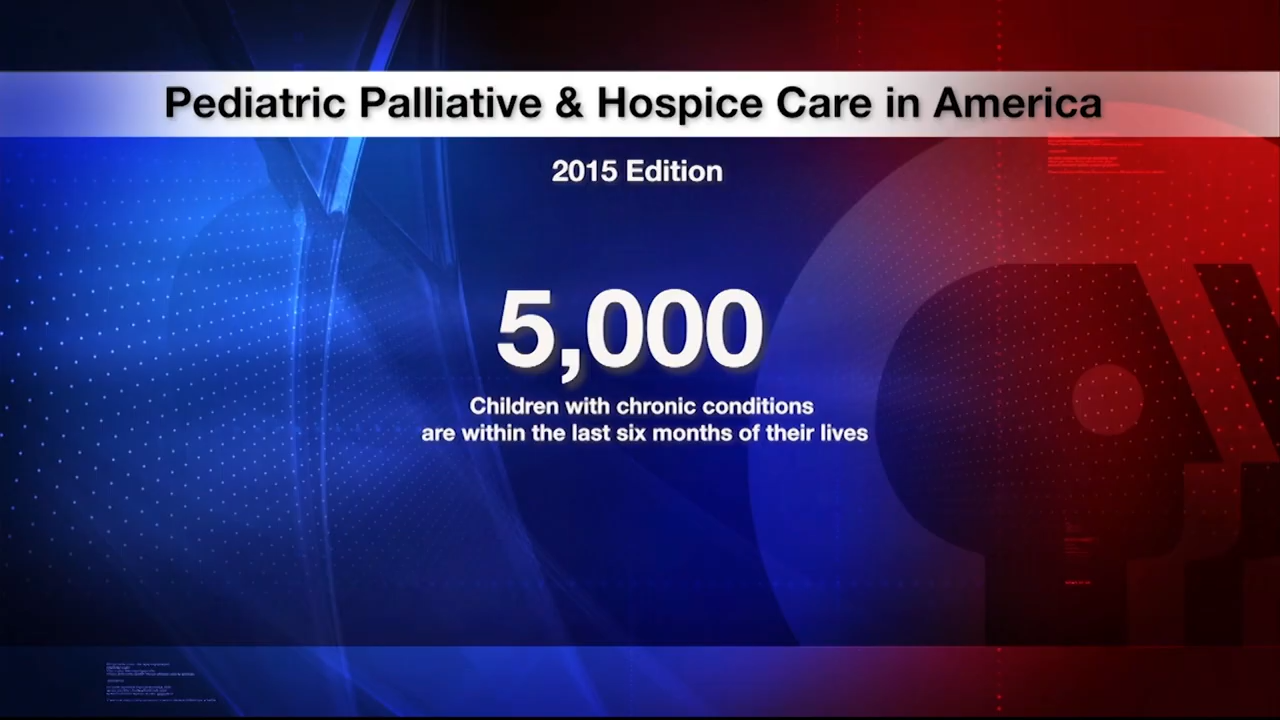 Pediatric Palliative & Hospice Care in America
2015 Edition
5,000
Children with chronic conditions
are within the last six months of their lives